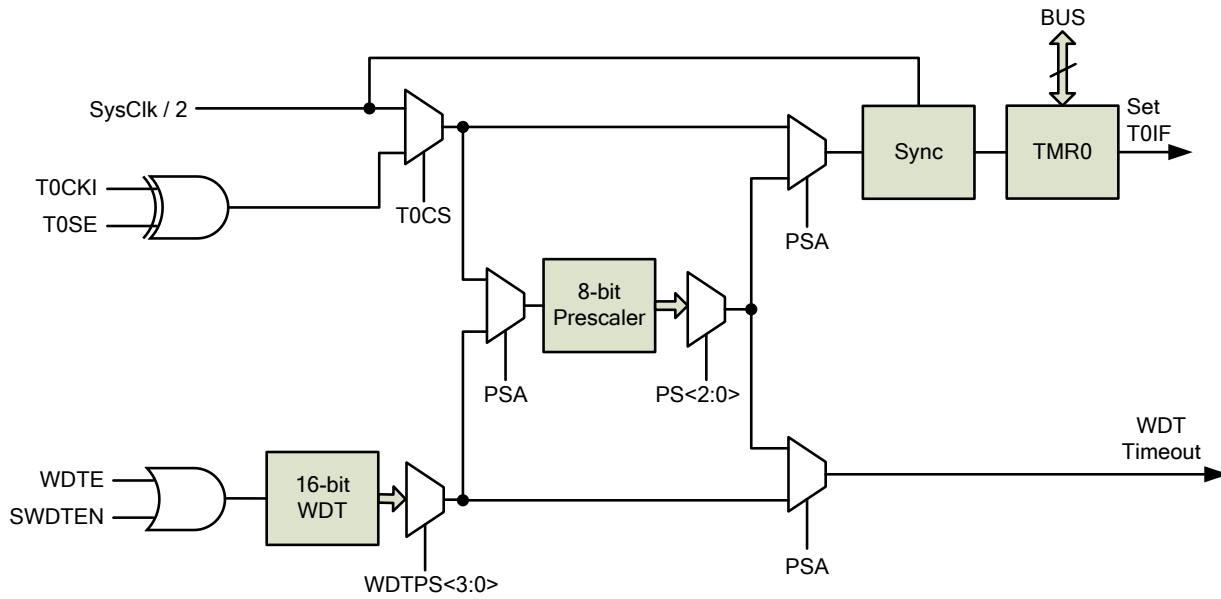 BUS
SysClk / 2
Set
T0IF
Sync
TMR0
T0CKI
T0SE
T0CS
PSA
8-bit
Prescaler
PSA
PS<2:0>
WDT
Timeout
WDTE
SWDTEN
16-bit
WDT
PSA
WDTPS<3:0>